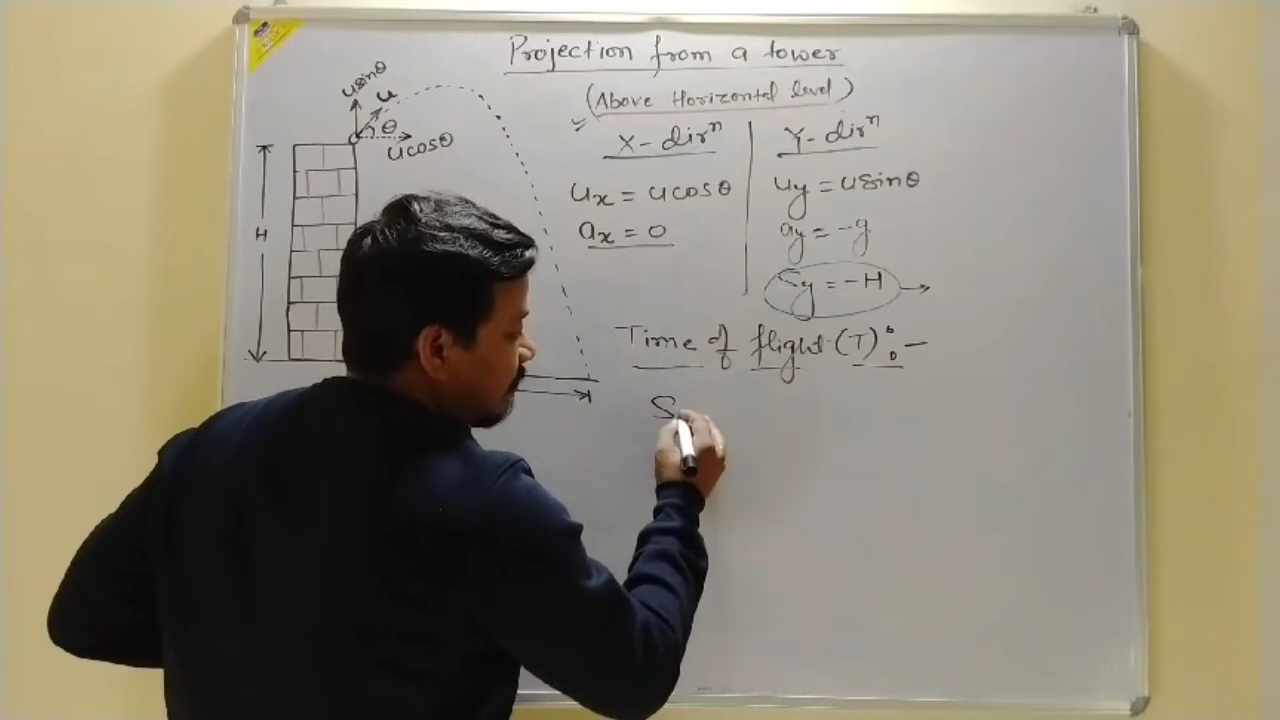 Projection from a tower
(Above Horizontal level)
usinθ
u
θ
ucosθ
H
X-dirⁿ
uₓ = ucosθ
aₓ = 0
Y-dirⁿ
uy = usinθ
ay = -g
Sy = -H →
Time of flight (T) :-
S